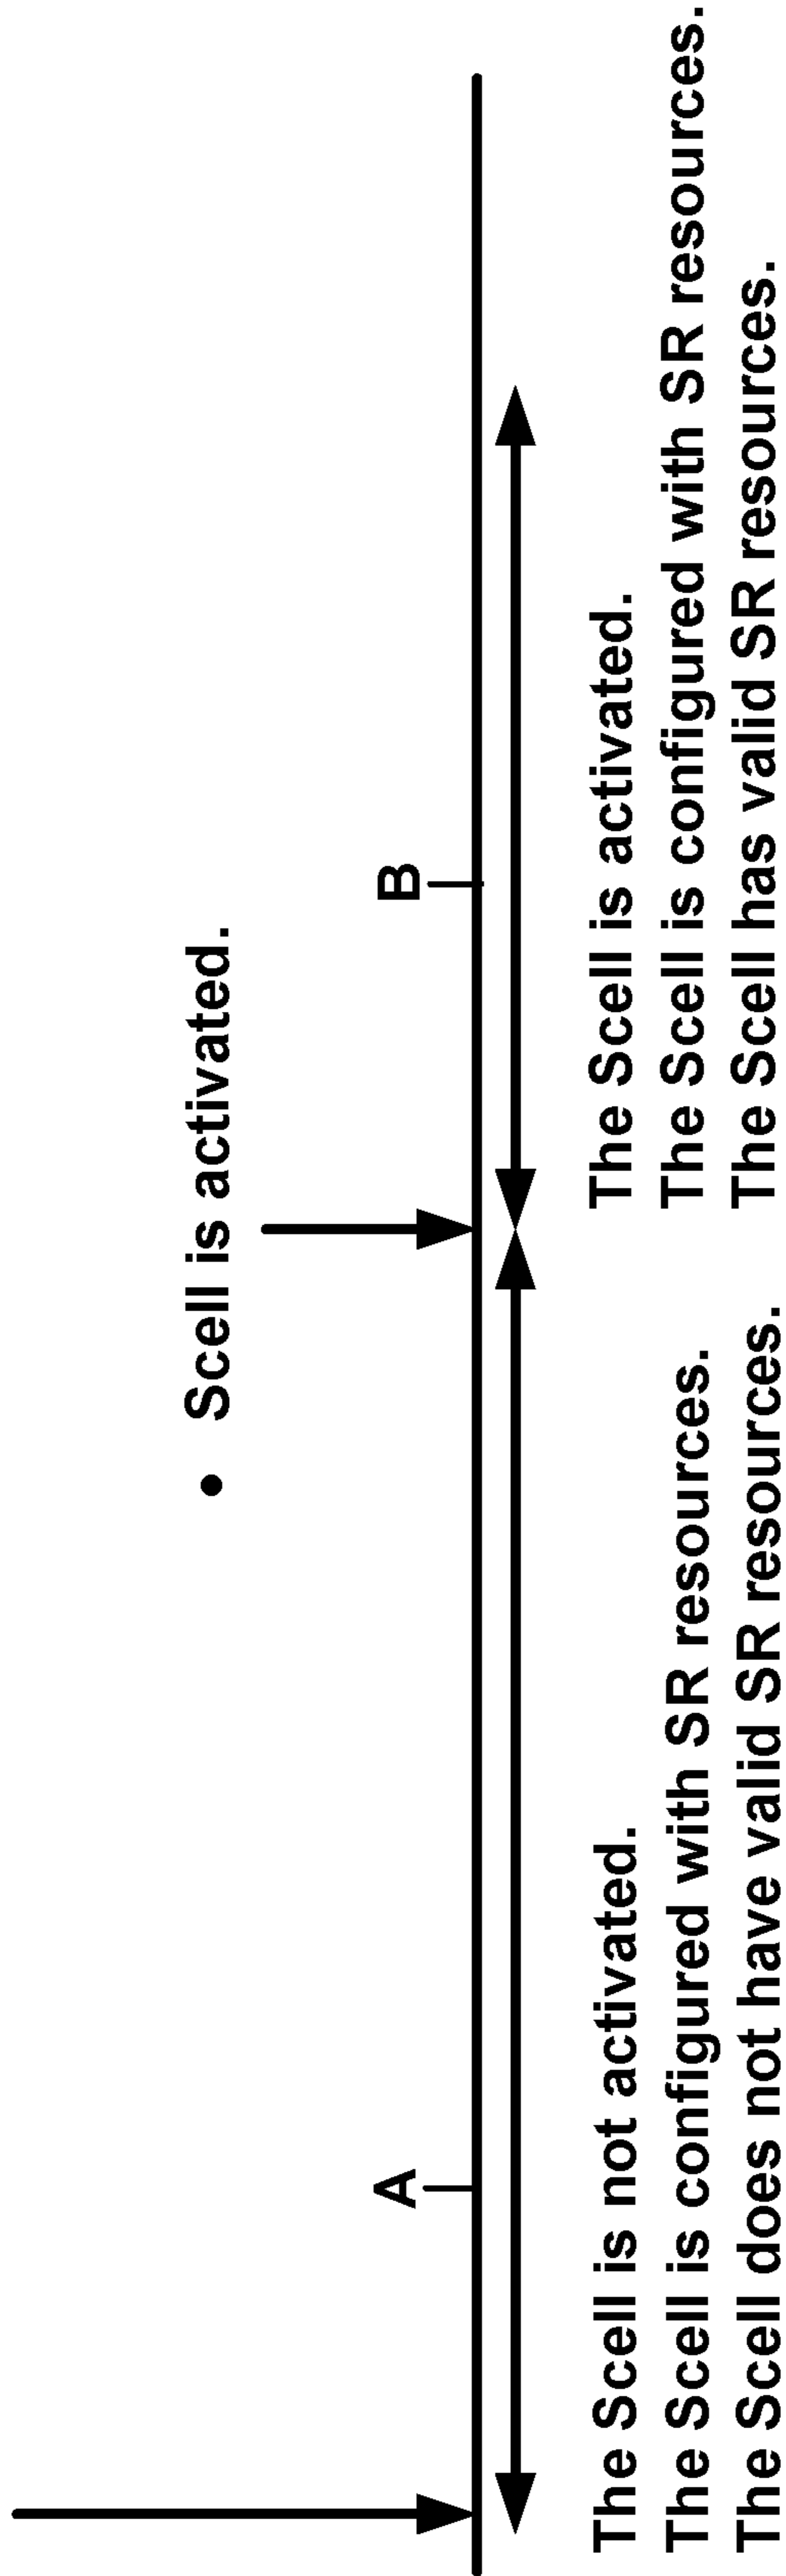 • Scell is activated.
A
B
The Scell is not activated.
The Scell is configured with SR resources.
The Scell does not have valid SR resources.
The Scell is activated.
The Scell is configured with SR resources.
The Scell has valid SR resources.